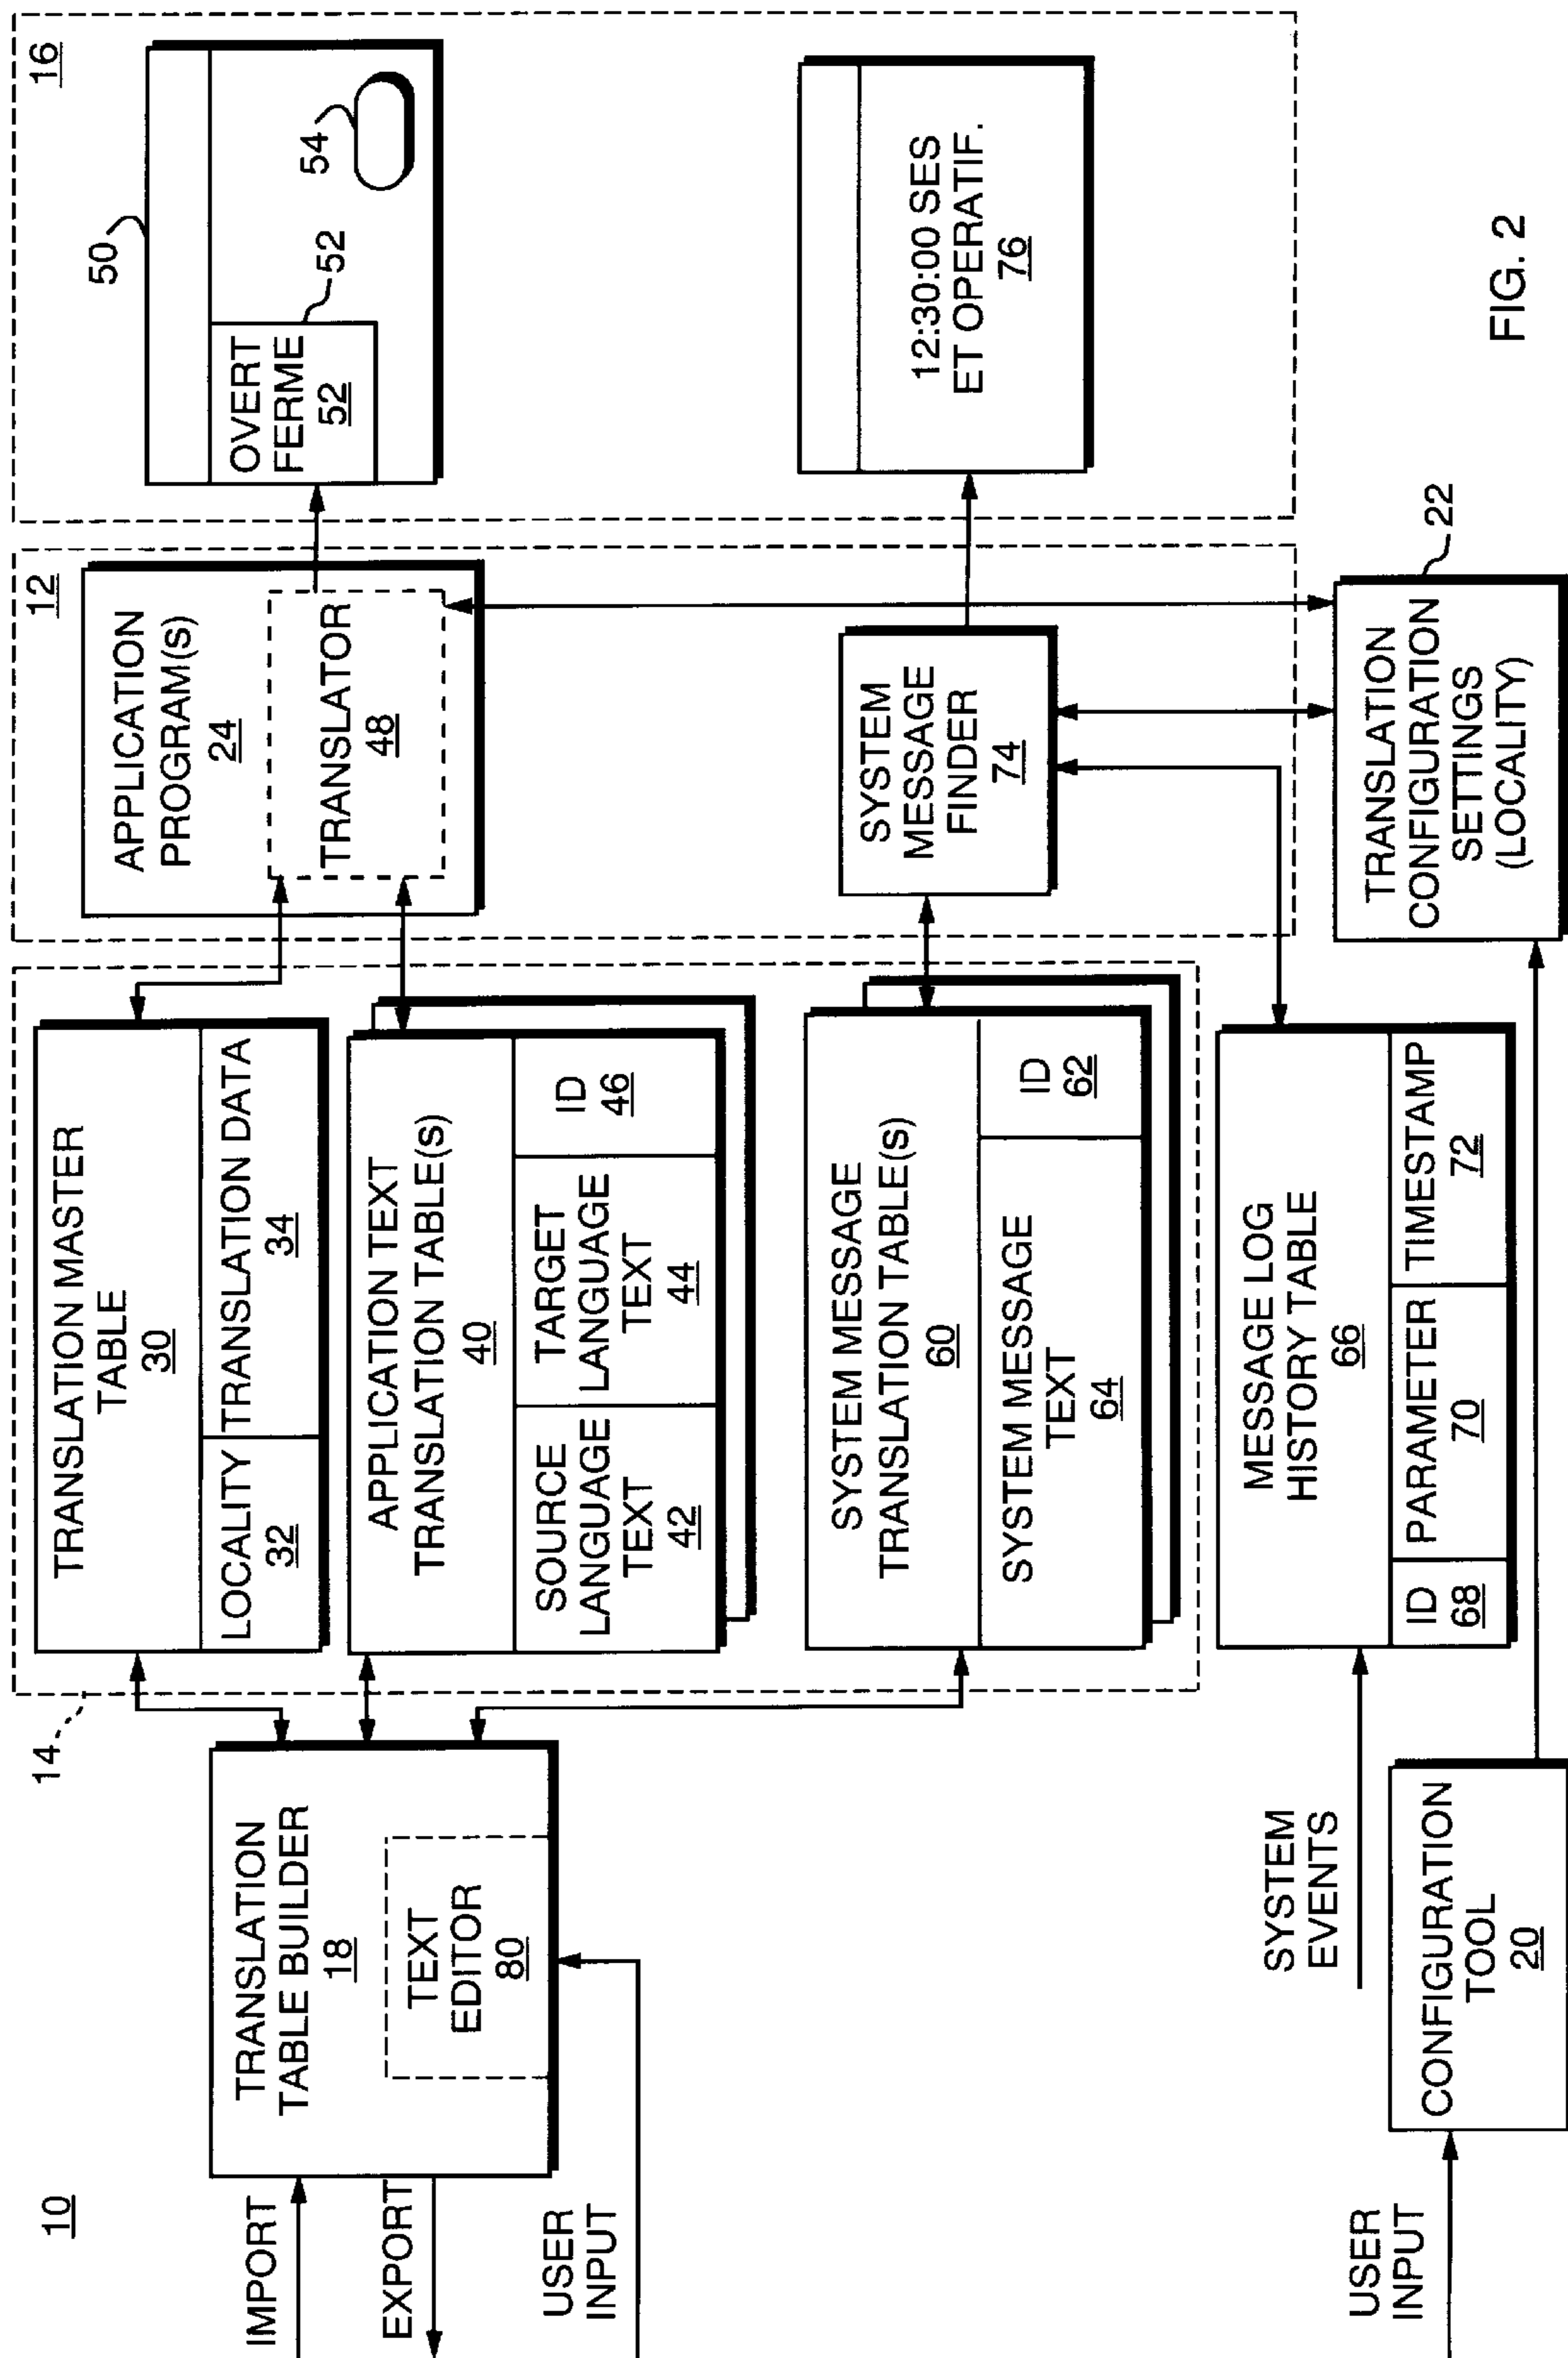 10
IMPORT
EXPORT
USER
INPUT
TRANSLATION
TABLE BUILDER
18
TEXT
EDITOR
80
14
TRANSLATION MASTER
TABLE
30
LOCALITY
32
TRANSLATION DATA
34
APPLICATION TEXT
TRANSLATION TABLE(s)
40
SOURCE
LANGUAGE
TEXT
42
TARGET
LANGUAGE
TEXT
44
ID
46
SYSTEM MESSAGE
TRANSLATION TABLE(s)
60
SYSTEM MESSAGE
TEXT
64
ID
62
12
APPLICATION
PROGRAM(s)
24
TRANSLATOR
48
SYSTEM
MESSAGE
FINDER
74
16
50
OVERT
FERME
52
52
54
12:30:00 SES
ET OPERATIF.
76
SYSTEM
EVENTS
MESSAGE LOG
HISTORY TABLE
66
ID
68
PARAMETER
70
TIMESTAMP
72
USER
INPUT
CONFIGURATION
TOOL
20
22
TRANSLATION
CONFIGURATION
SETTINGS
(LOCALITY)
FIG. 2